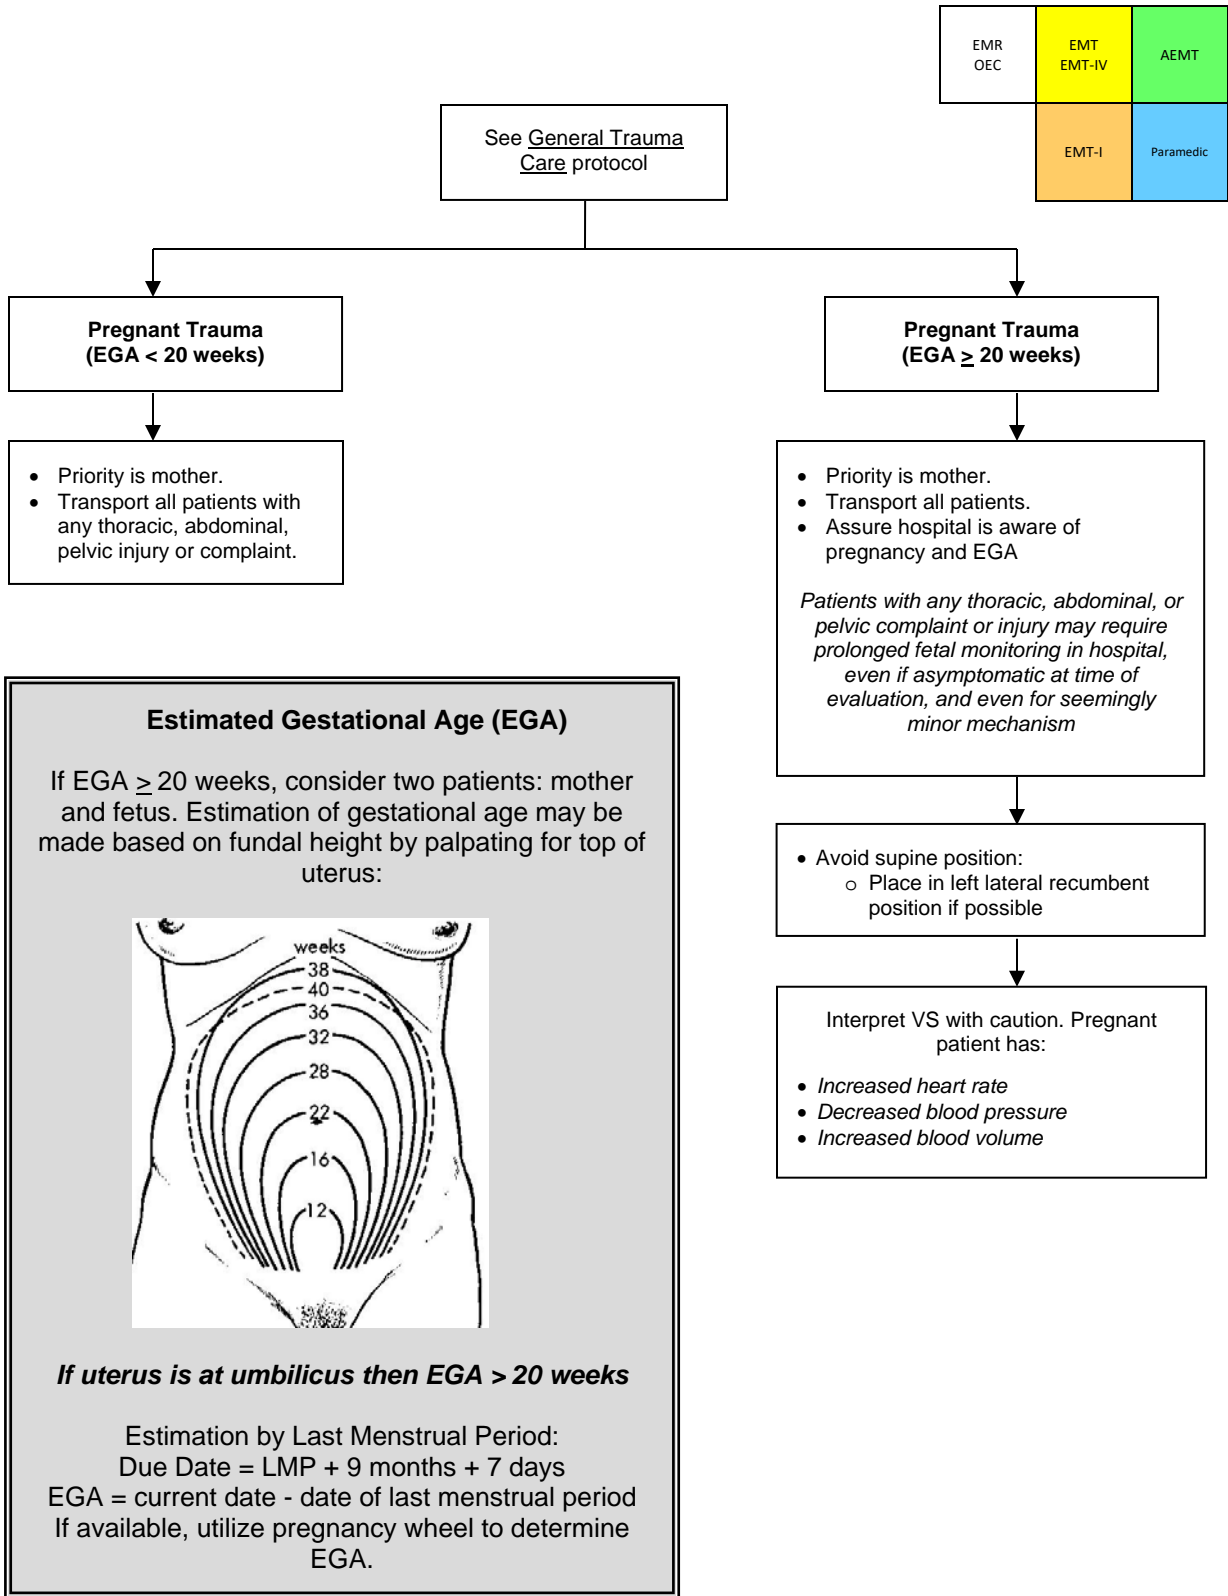 EMR
OEC
EMT
EMT-IV
AEMT
EMT-I
Paramedic
See General Trauma
Care protocol
Pregnant Trauma
(EGA < 20 weeks)
Pregnant Trauma
(EGA ≥ 20 weeks)
• Priority is mother.
• Transport all patients with
any thoracic, abdominal,
pelvic injury or complaint.
• Priority is mother.
• Transport all patients.
• Assure hospital is aware of
pregnancy and EGA
Patients with any thoracic, abdominal, or
pelvic complaint or injury may require
prolonged fetal monitoring in hospital,
even if asymptomatic at time of
evaluation, and even for seemingly
minor mechanism
• Avoid supine position:
o Place in left lateral recumbent
position if possible
Interpret VS with caution. Pregnant
patient has:
• Increased heart rate
• Decreased blood pressure
• Increased blood volume
Estimated Gestational Age (EGA)
If EGA ≥ 20 weeks, consider two patients: mother
and fetus. Estimation of gestational age may be
made based on fundal height by palpating for top of
uterus:
weeks
38
40
36
32
28
22
16
12
If uterus is at umbilicus then EGA > 20 weeks
Estimation by Last Menstrual Period:
Due Date = LMP + 9 months + 7 days
EGA = current date - date of last menstrual period
If available, utilize pregnancy wheel to determine
EGA.